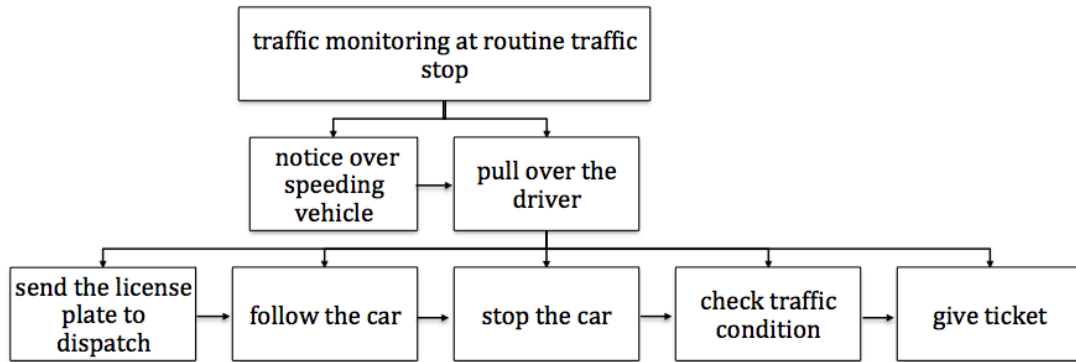 traffic monitoring at routine traffic
stop
notice over
speeding
vehicle
pull over the
driver
send the license
plate to
dispatch
follow the car
stop the car
check traffic
condition
give ticket